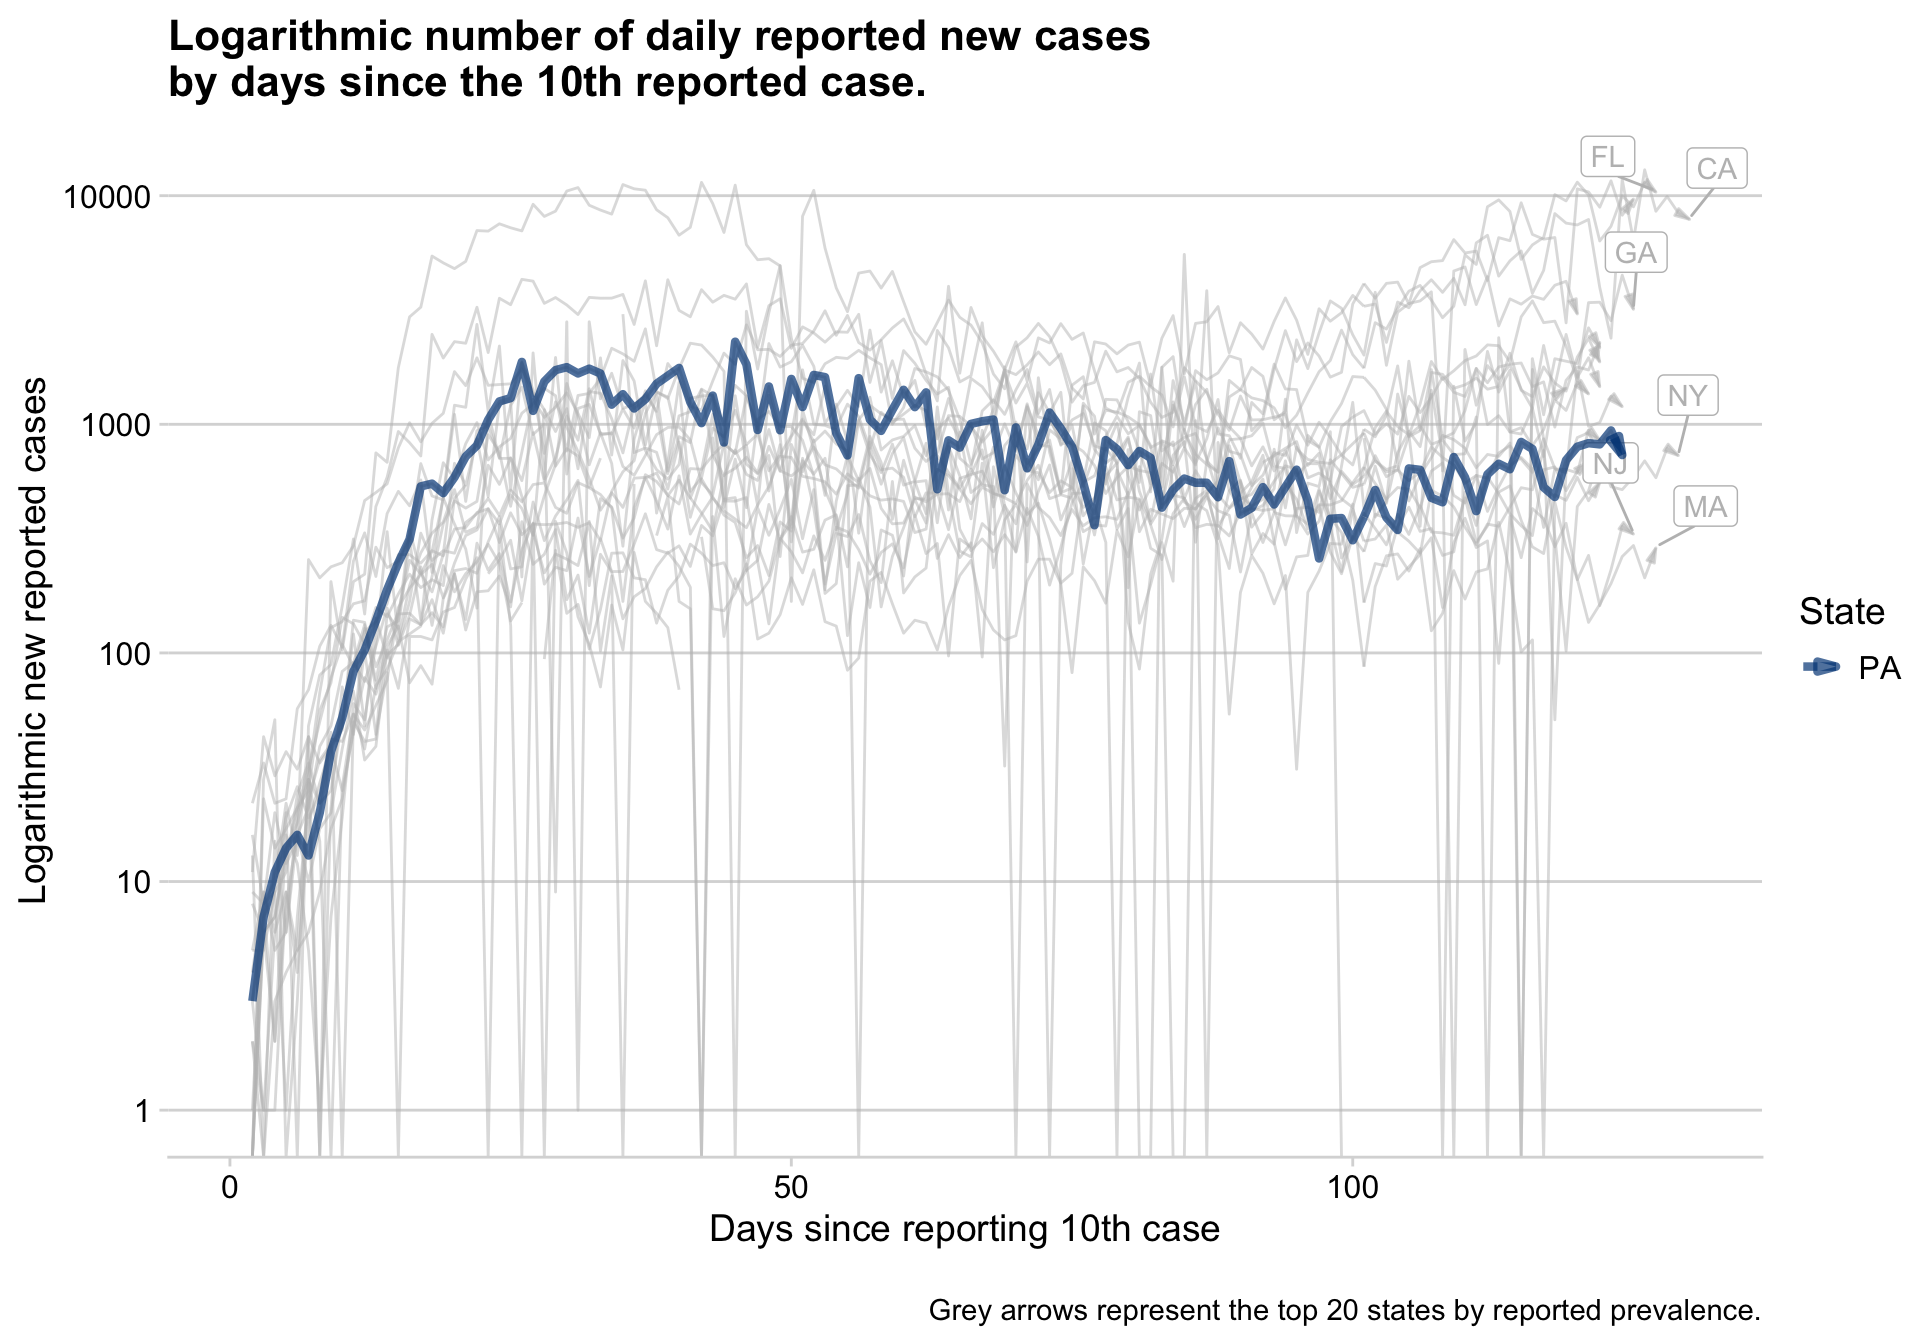 Logarithmic number of daily reported new cases
by days since the 10th reported case.
Logarithmic new reported cases
10000
1000
100
10
1
FL
CA
GA
NY
NJ
MA
State
PA
0
50
100
Days since reporting 10th case
Grey arrows represent the top 20 states by reported prevalence.